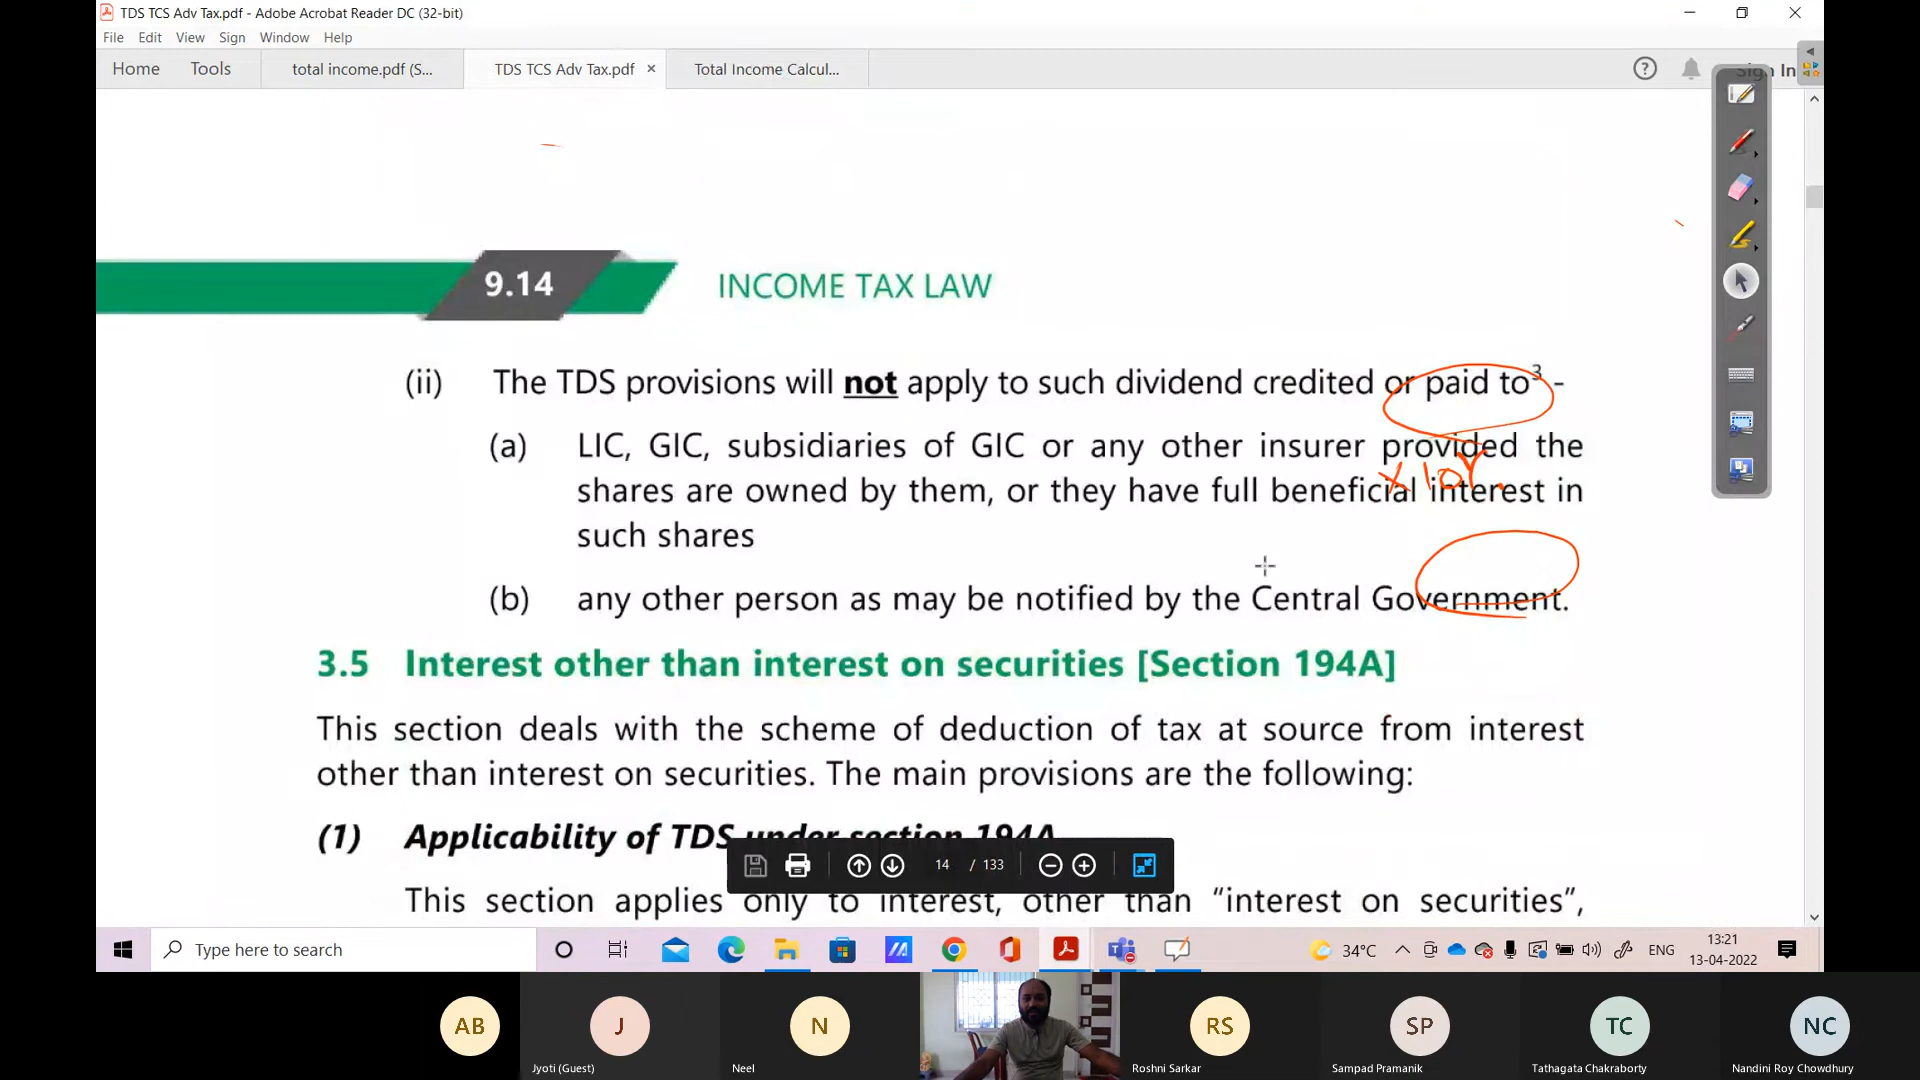 TDS TCS Adv Tax.pdf - Adobe Acrobat Reader DC (32-bit)
File Edit View Sign Window Help
Home Tools total income.pdf (S... TDS TCS Adv Tax.pdf × Total Income Calcul... Sign In
9.14 INCOME TAX LAW
(ii) The TDS provisions will not apply to such dividend credited or paid to³ -
(a) LIC, GIC, subsidiaries of GIC or any other insurer provided the
shares are owned by them, or they have full beneficial interest in
such shares
(b) any other person as may be notified by the Central Government.
3.5 Interest other than interest on securities [Section 194A]
This section deals with the scheme of deduction of tax at source from interest
other than interest on securities. The main provisions are the following:
(1) Applicability of TDS under section 194A
14 / 133
This section applies only to interest, other than “interest on securities”,
Type here to search
34°C ENG 13:21
13-04-2022
AB J N RS SP TC NC
Jyoti (Guest) Neel Roshni Sarkar Sampad Pramanik Tathagata Chakraborty Nandini Roy Chowdhury